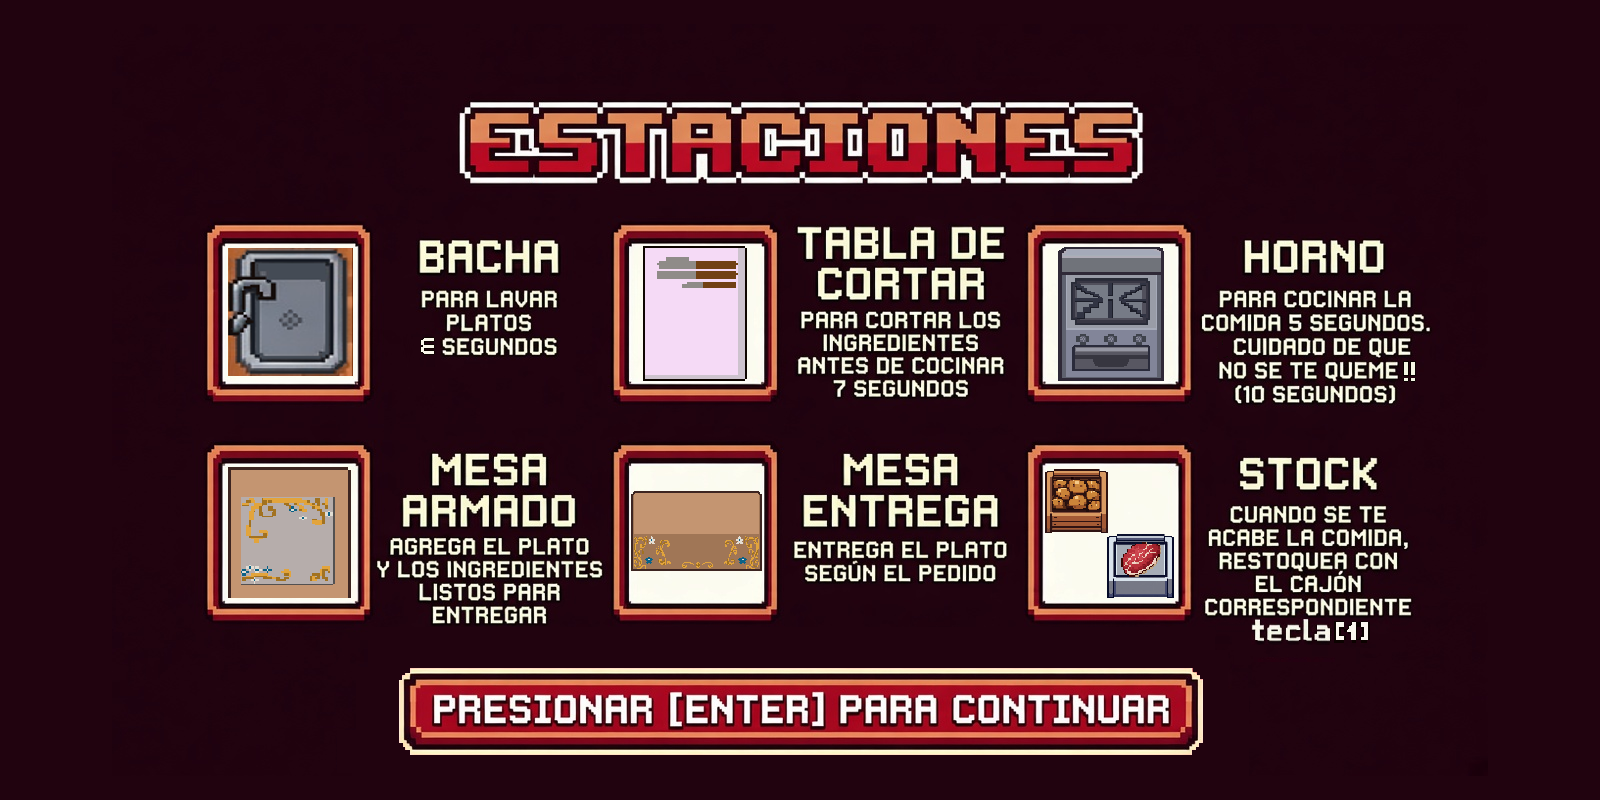 ESTACIONES
BACHA
PARA LAVAR
PLATOS
E SEGUNDOS
TABLA DE
CORTAR
PARA CORTAR LOS
INGREDIENTES
ANTES DE COCINAR
7 SEGUNDOS
HORNO
PARA COCINAR LA
COMIDA 5 SEGUNDOS.
CUIDADO DE QUE
NO SE TE QUEME!!
(10 SEGUNDOS)
MESA
ARMADO
AGREGA EL PLATO
Y LOS INGREDIENTES
LISTOS PARR
ENTREGAR
MESA
ENTREGA
ENTREGA EL PLATO
SEGÚN EL PEDIDO
STOCK
CUANDO SE TE
ACABE LA COMIDA,
RESTOQUEA CON
EL CAJÓN
CORRESPONDIENTE
tecla[1]
PRESIONAR [ENTER] PARA CONTINUAR